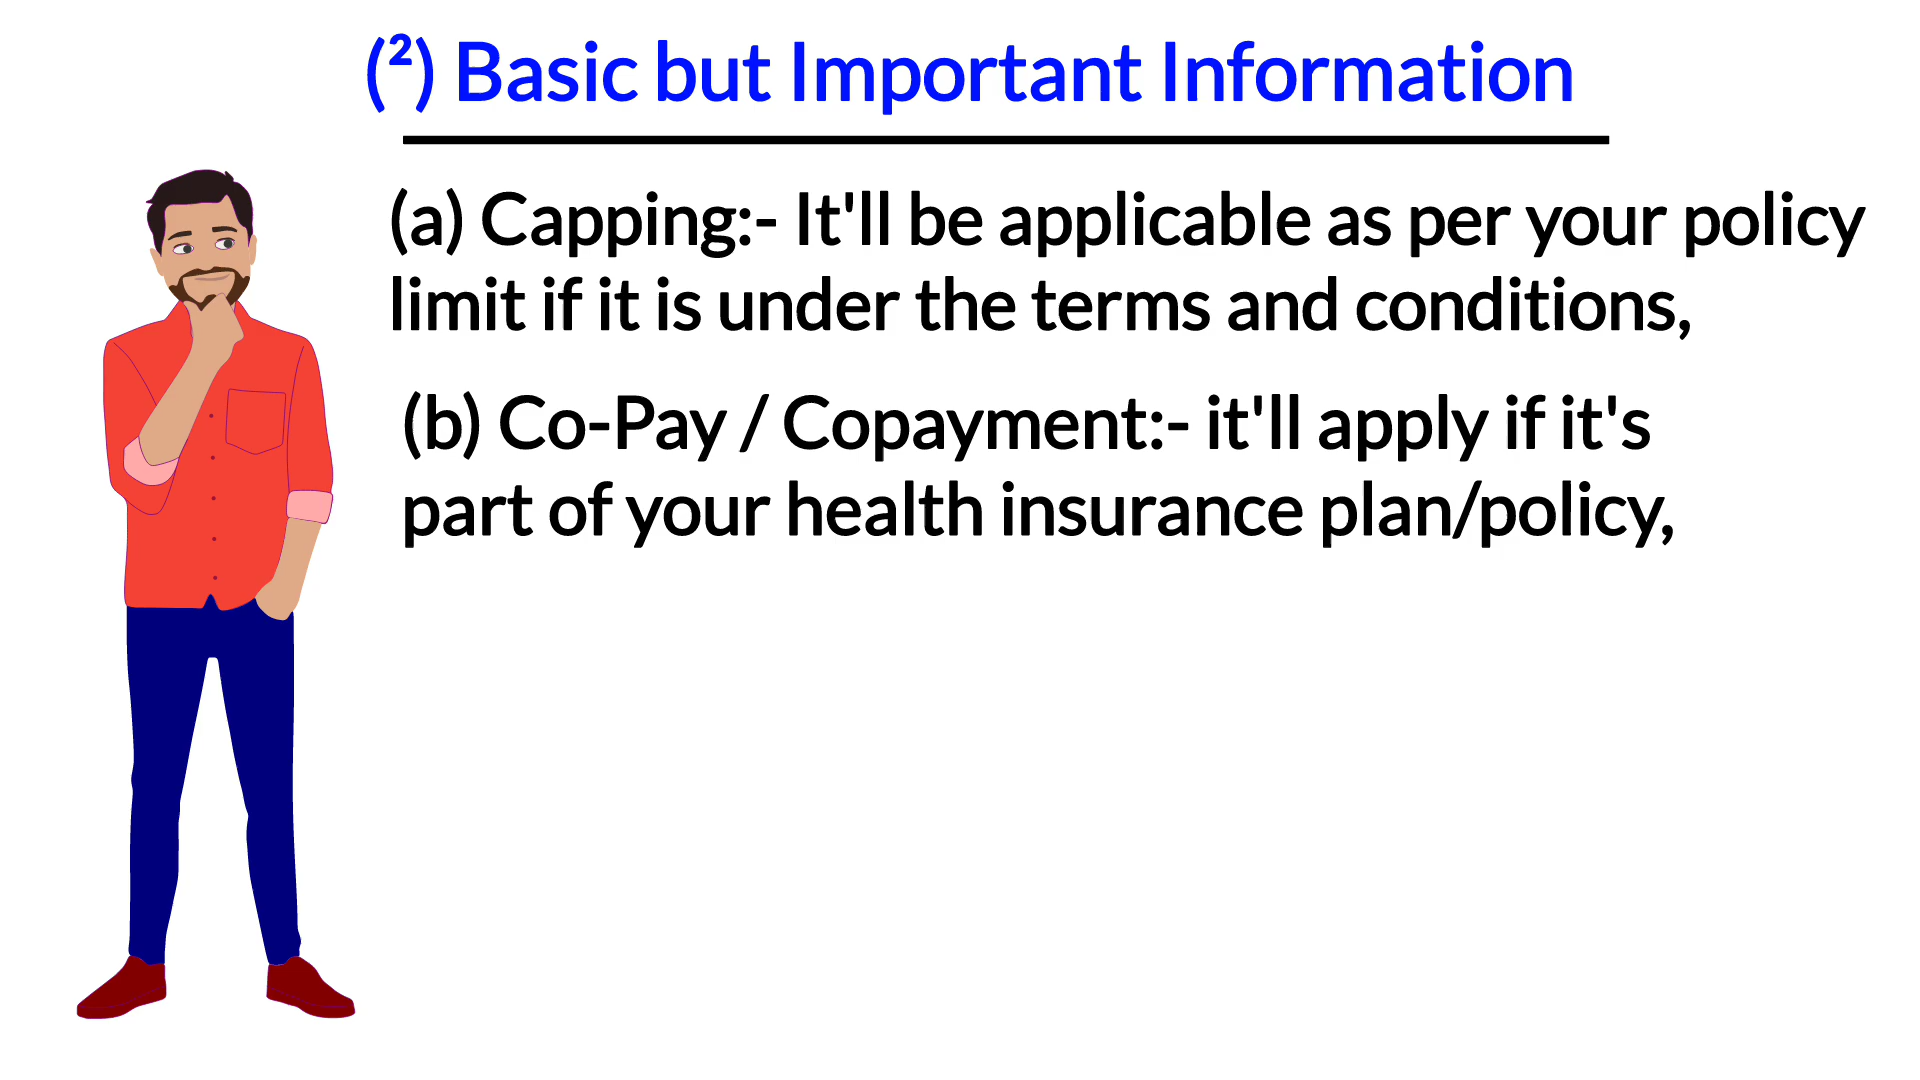 (²) Basic but Important Information
(a) Capping:- It'll be applicable as per your policy
limit if it is under the terms and conditions,
(b) Co-Pay / Copayment:- it'll apply if it's
part of your health insurance plan/policy,